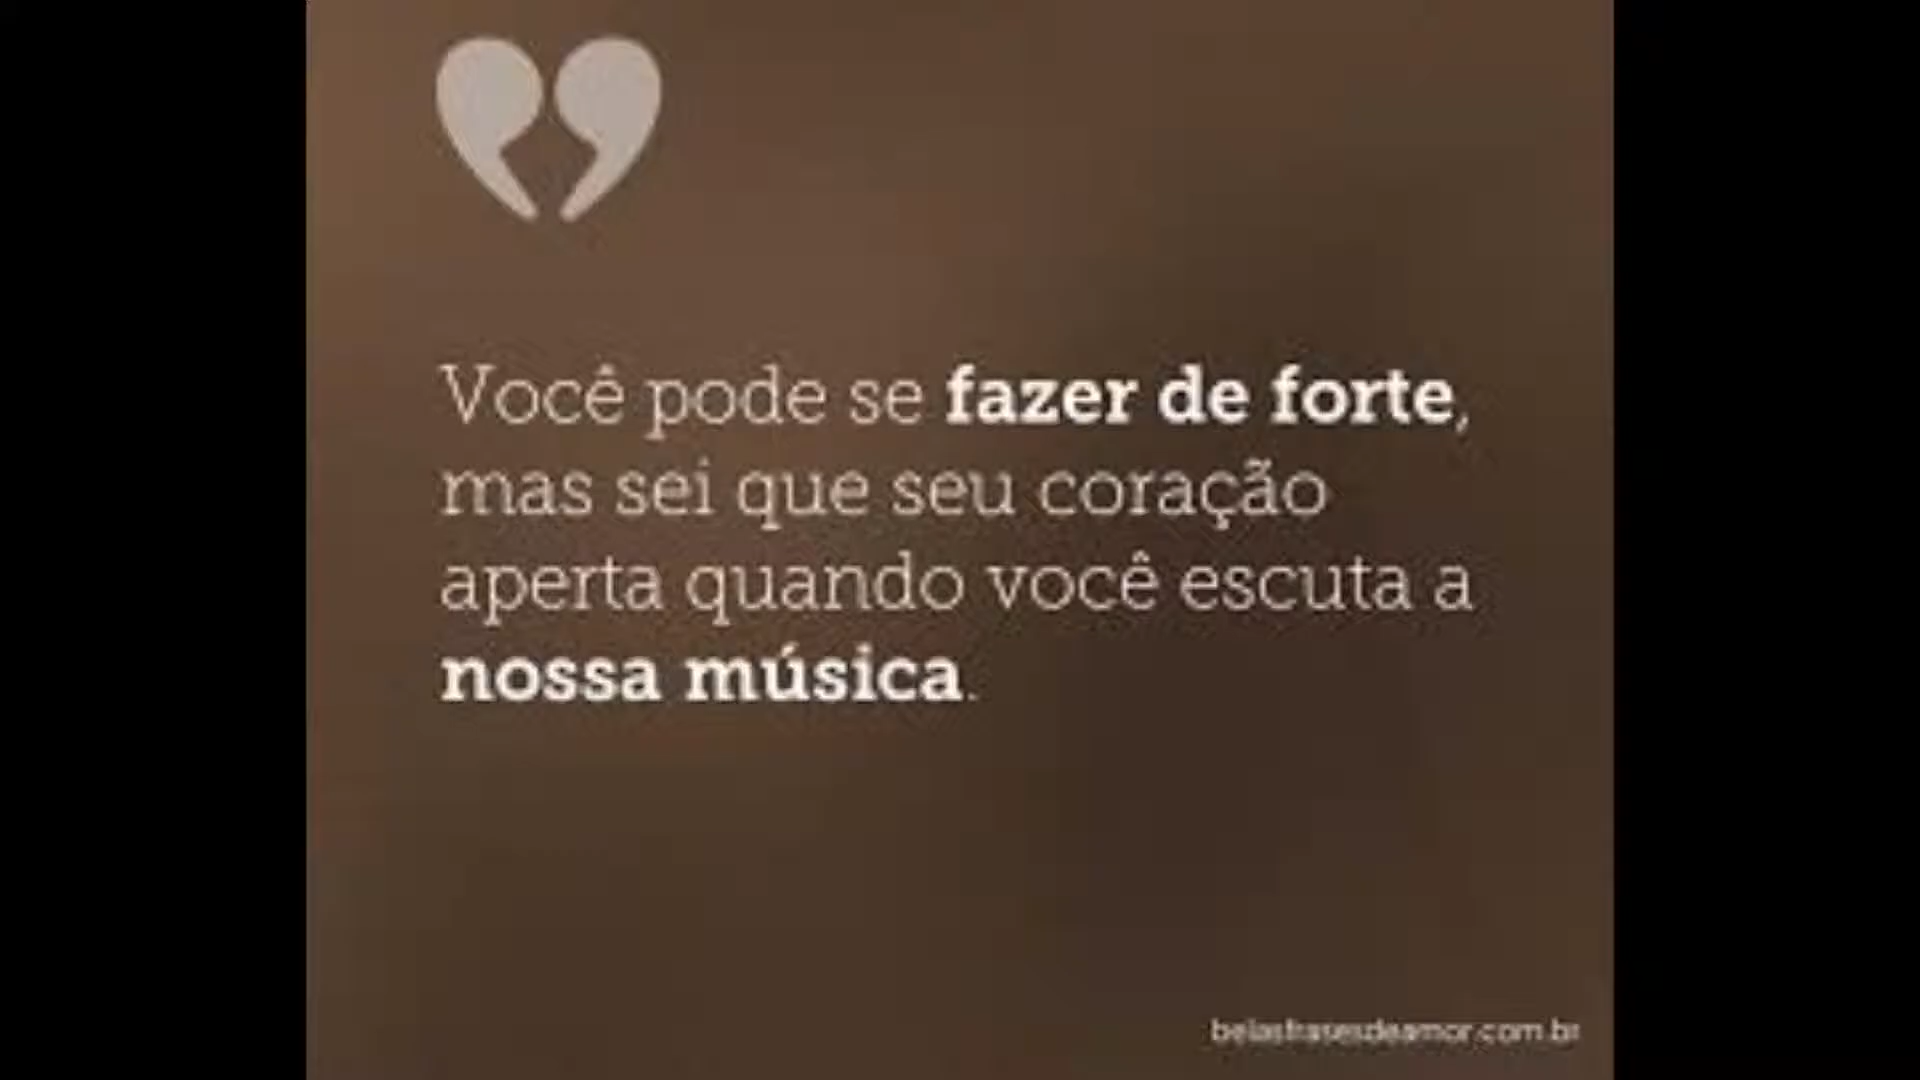 Você pode se fazer de forte,
mas sei que seu coração
aperta quando você escuta a
nossa música.
belasfrasesdeamor.com.br